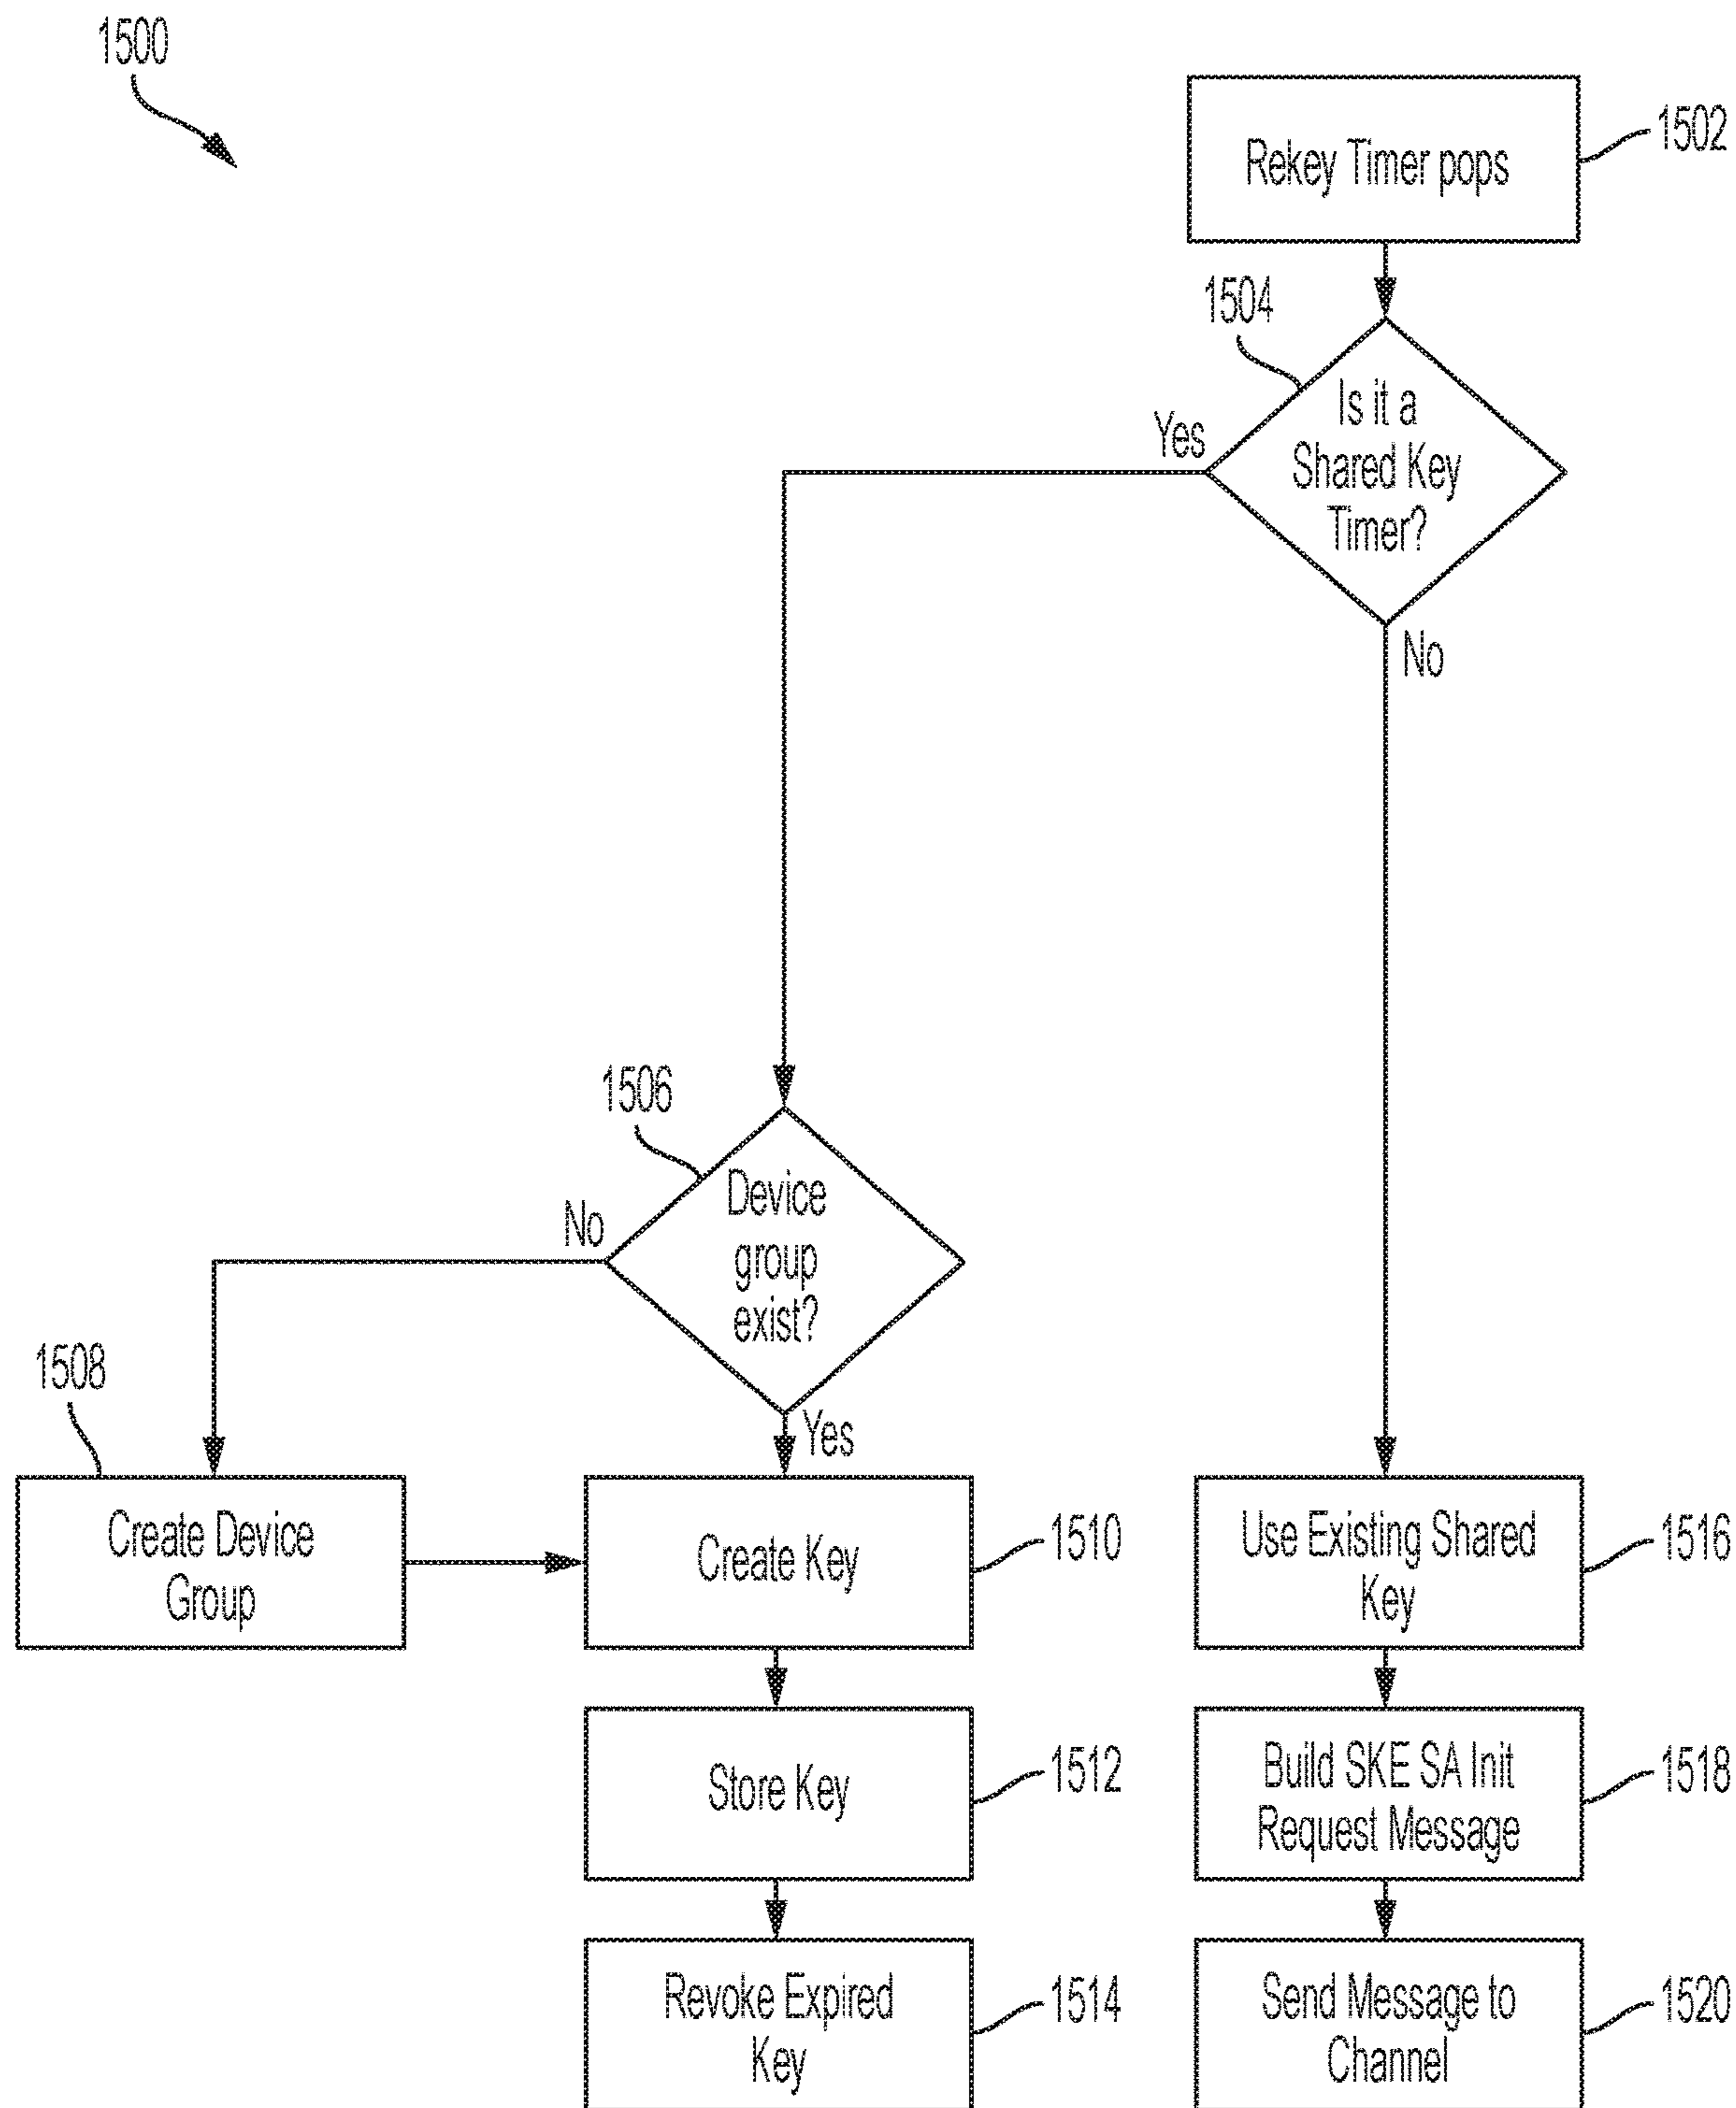 1500
Rekey Timer pops
1502
1504
Is it a
Shared Key
Timer?
Yes
No
1506
Device
group
exist?
No
Yes
1508
Create Device
Group
Create Key
1510
Use Existing Shared
Key
1516
Store Key
1512
Build SKE SA Init
Request Message
1518
Revoke Expired
Key
1514
Send Message to
Channel
1520